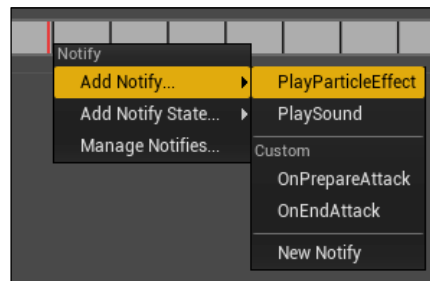 Notify
Add Notify...
Add Notify State...
Manage Notifies...
PlayParticleEffect
PlaySound
Custom
OnPrepareAttack
OnEndAttack
New Notify